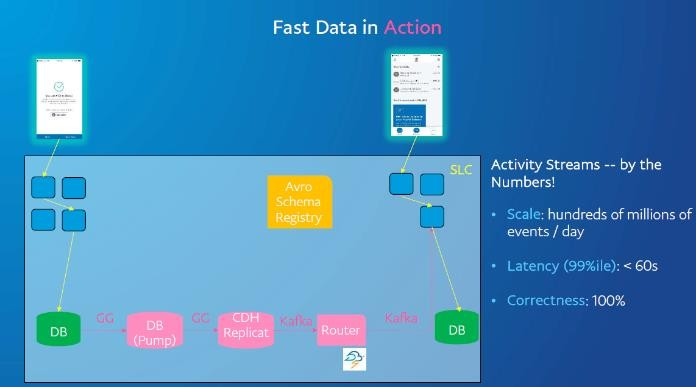 Fast Data in Action
SLC
Avro
Schema
Registry
DB
GG
DB
(Pump)
GG
CDH
Replicat
Kafka
Router
Kafka
DB
Activity Streams -- by the
Numbers!
• Scale: hundreds of millions of
events / day
• Latency (99%ile): < 60s
• Correctness: 100%